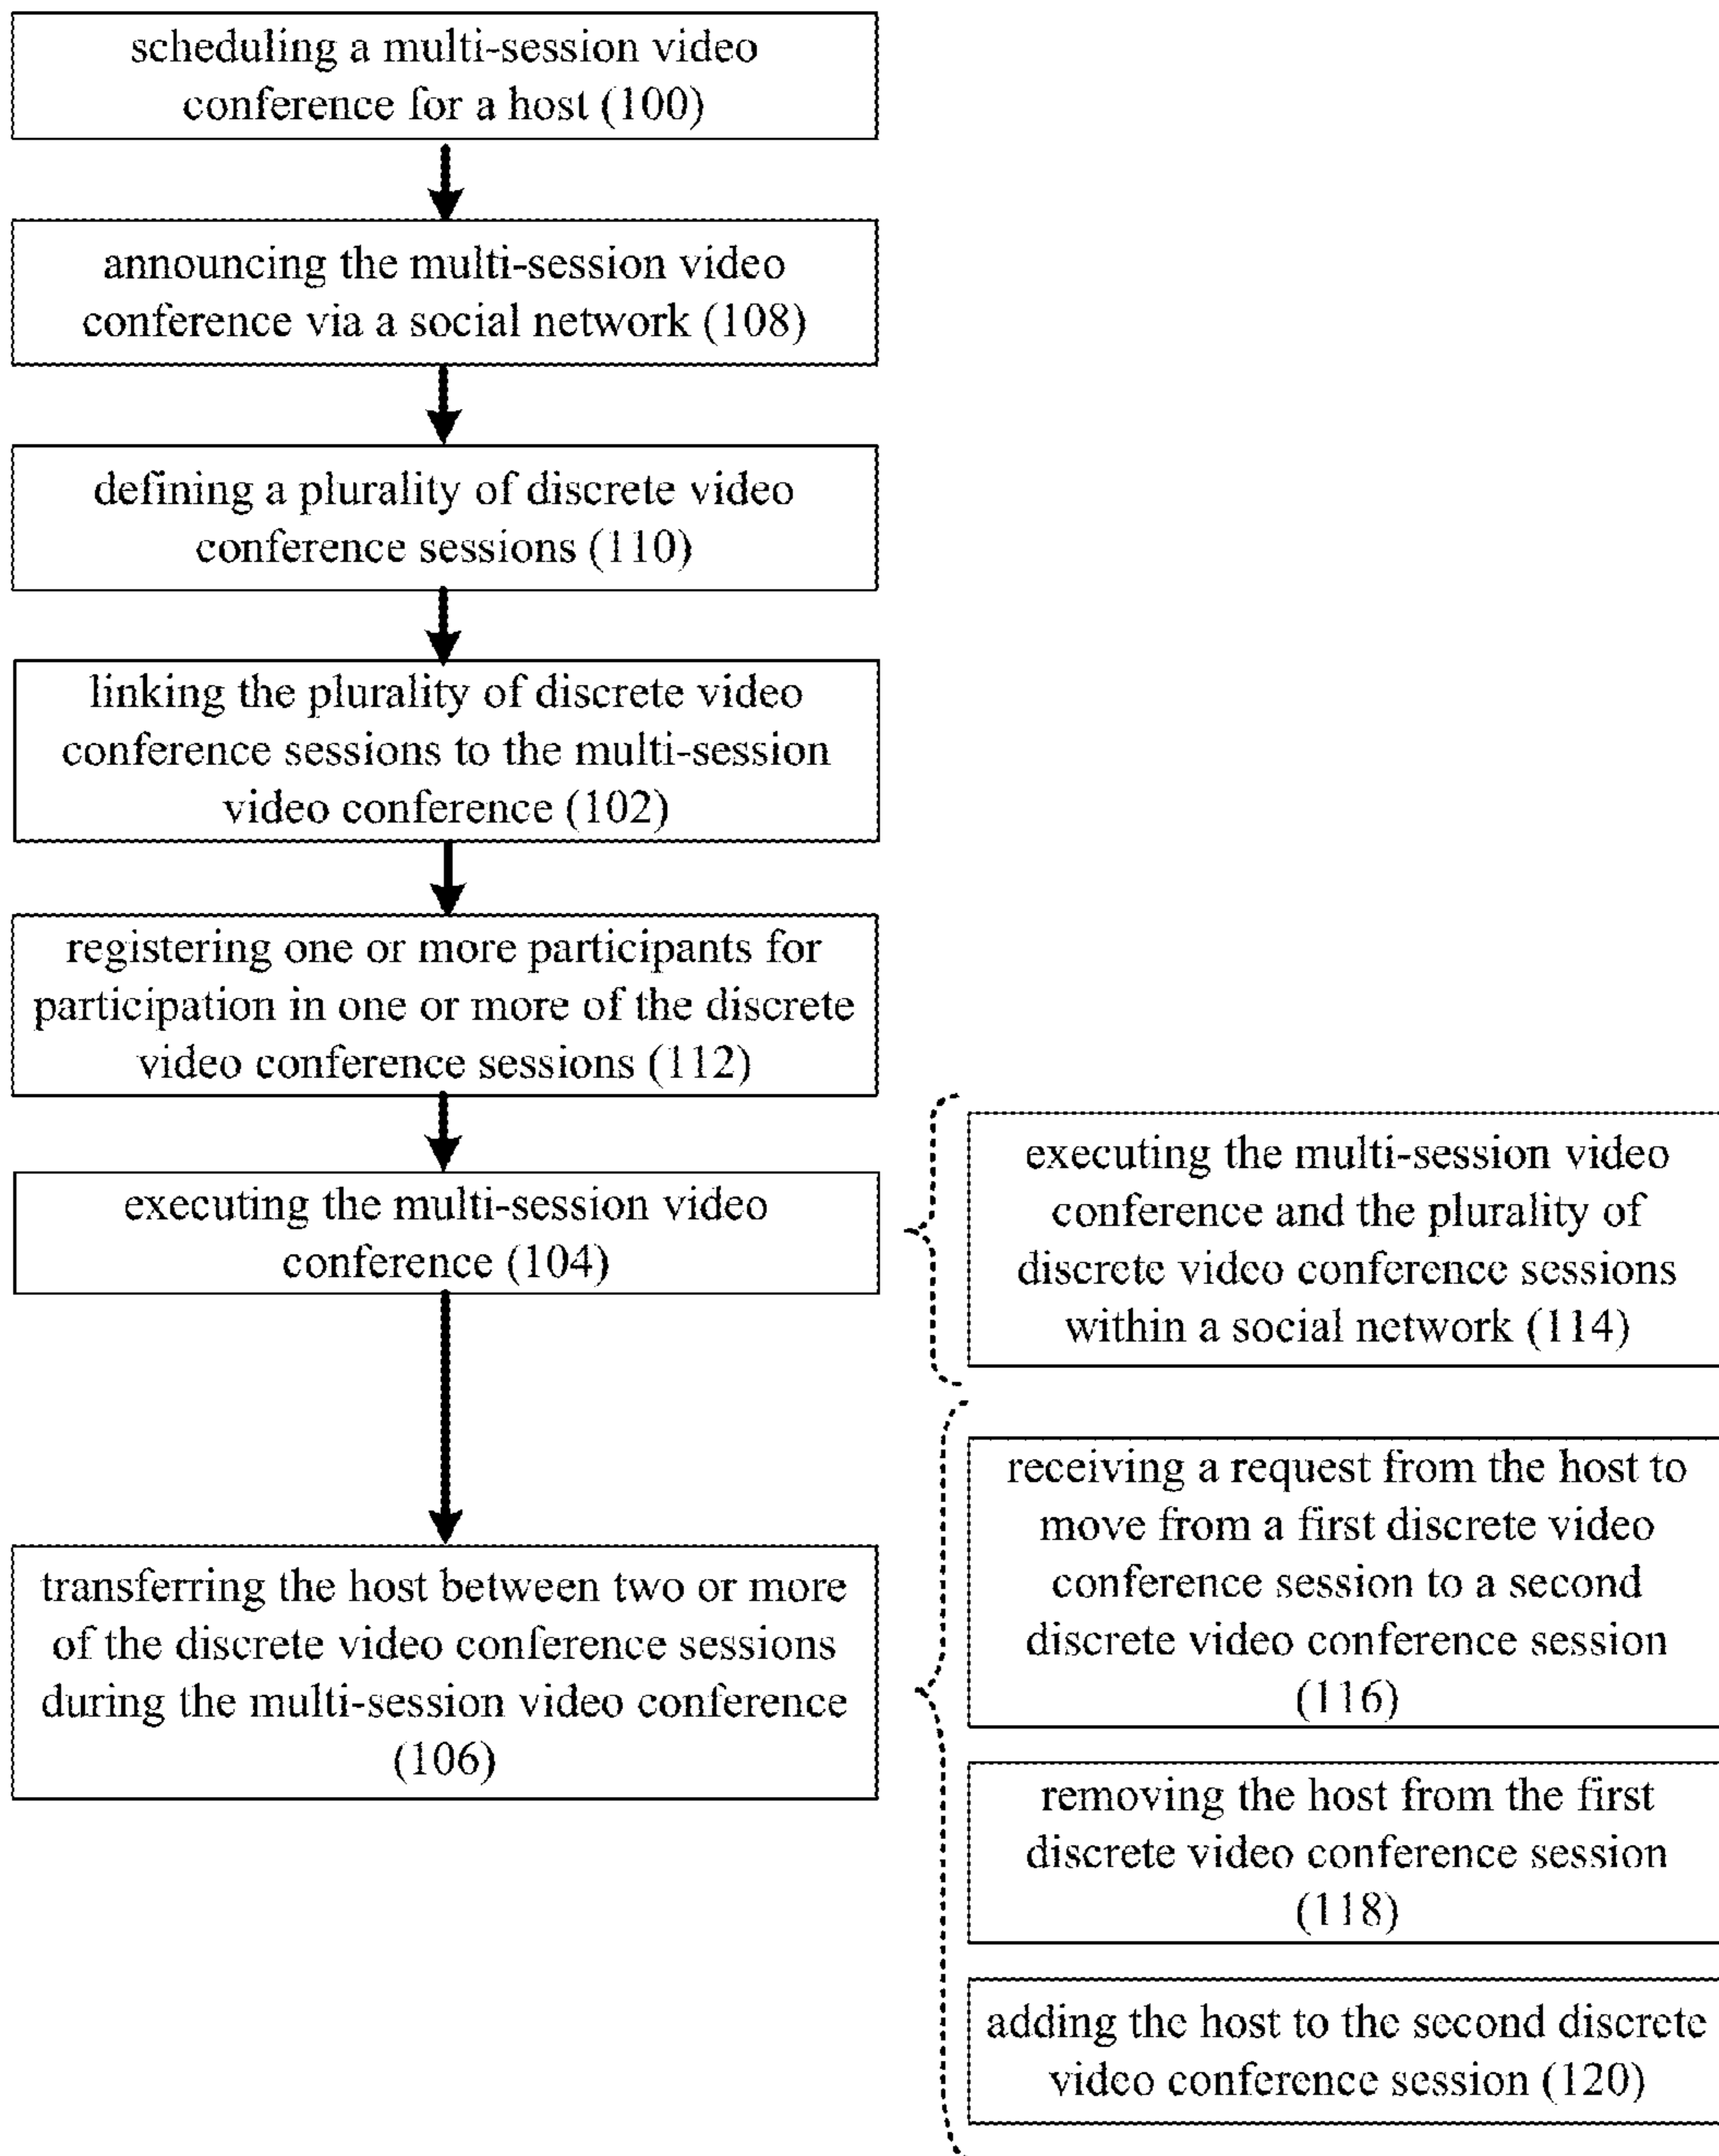 scheduling a multi-session video
conference for a host (100)
announcing the multi-session video
conference via a social network (108)
defining a plurality of discrete video
conference sessions (110)
linking the plurality of discrete video
conference sessions to the multi-session
video conference (102)
registering one or more participants for
participation in one or more of the discrete
video conference sessions (112)
executing the multi-session video
conference (104)
executing the multi-session video
conference and the plurality of
discrete video conference sessions
within a social network (114)
transferring the host between two or more
of the discrete video conference sessions
during the multi-session video conference
(106)
receiving a request from the host to
move from a first discrete video
conference session to a second
discrete video conference session
(116)
removing the host from the first
discrete video conference session
(118)
adding the host to the second discrete
video conference session (120)